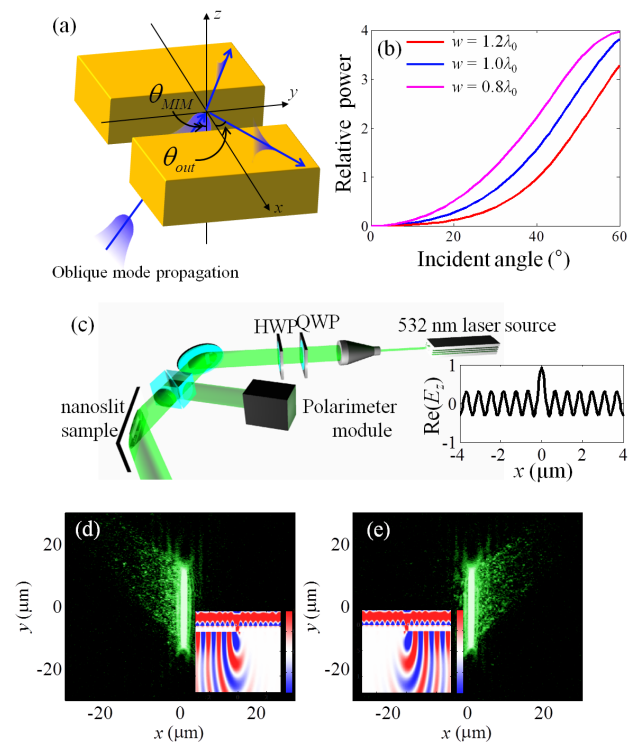 (a)
z
y
θMIM
θout
x
Oblique mode propagation
(b)
w = 1.2λ0
w = 1.0λ0
w = 0.8λ0
Relative power
4
3
2
1
0
0 20 40 60
Incident angle (°)
(c)
HWP
QWP
532 nm laser source
nanoslit
sample
Polarimeter
module
Re(Ez)
1
0
-1
-4 -2 0 2 4
x (μm)
(d)
y (μm)
20
0
-20
-20 0 20
x (μm)
(e)
y (μm)
20
0
-20
-20 0 20
x (μm)